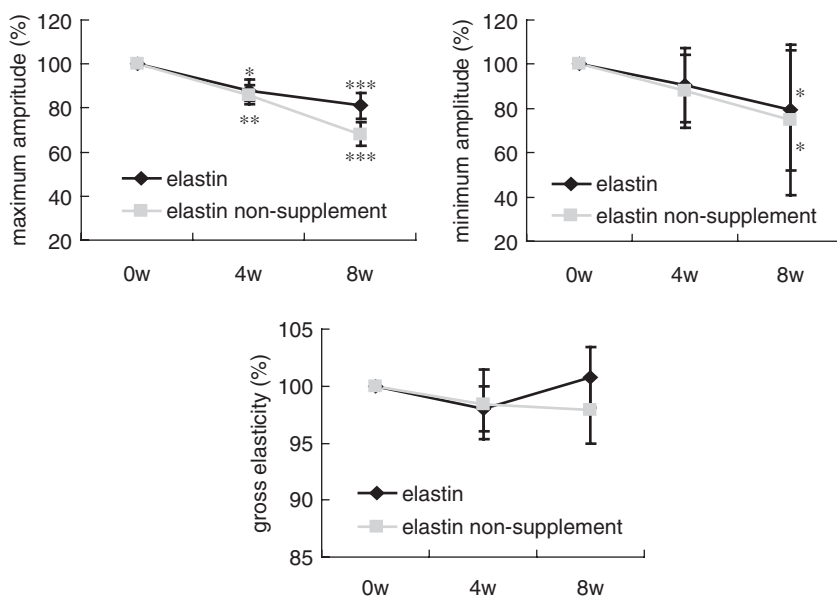 maximum ampritude (%)
120
100
80
60
40
20
*
**
***
***
elastin
elastin non-supplement
0w 4w 8w
minimum amplitude (%)
120
100
80
60
40
20
*
*
elastin
elastin non-supplement
0w 4w 8w
gross elasticity (%)
105
100
95
90
85
elastin
elastin non-supplement
0w 4w 8w